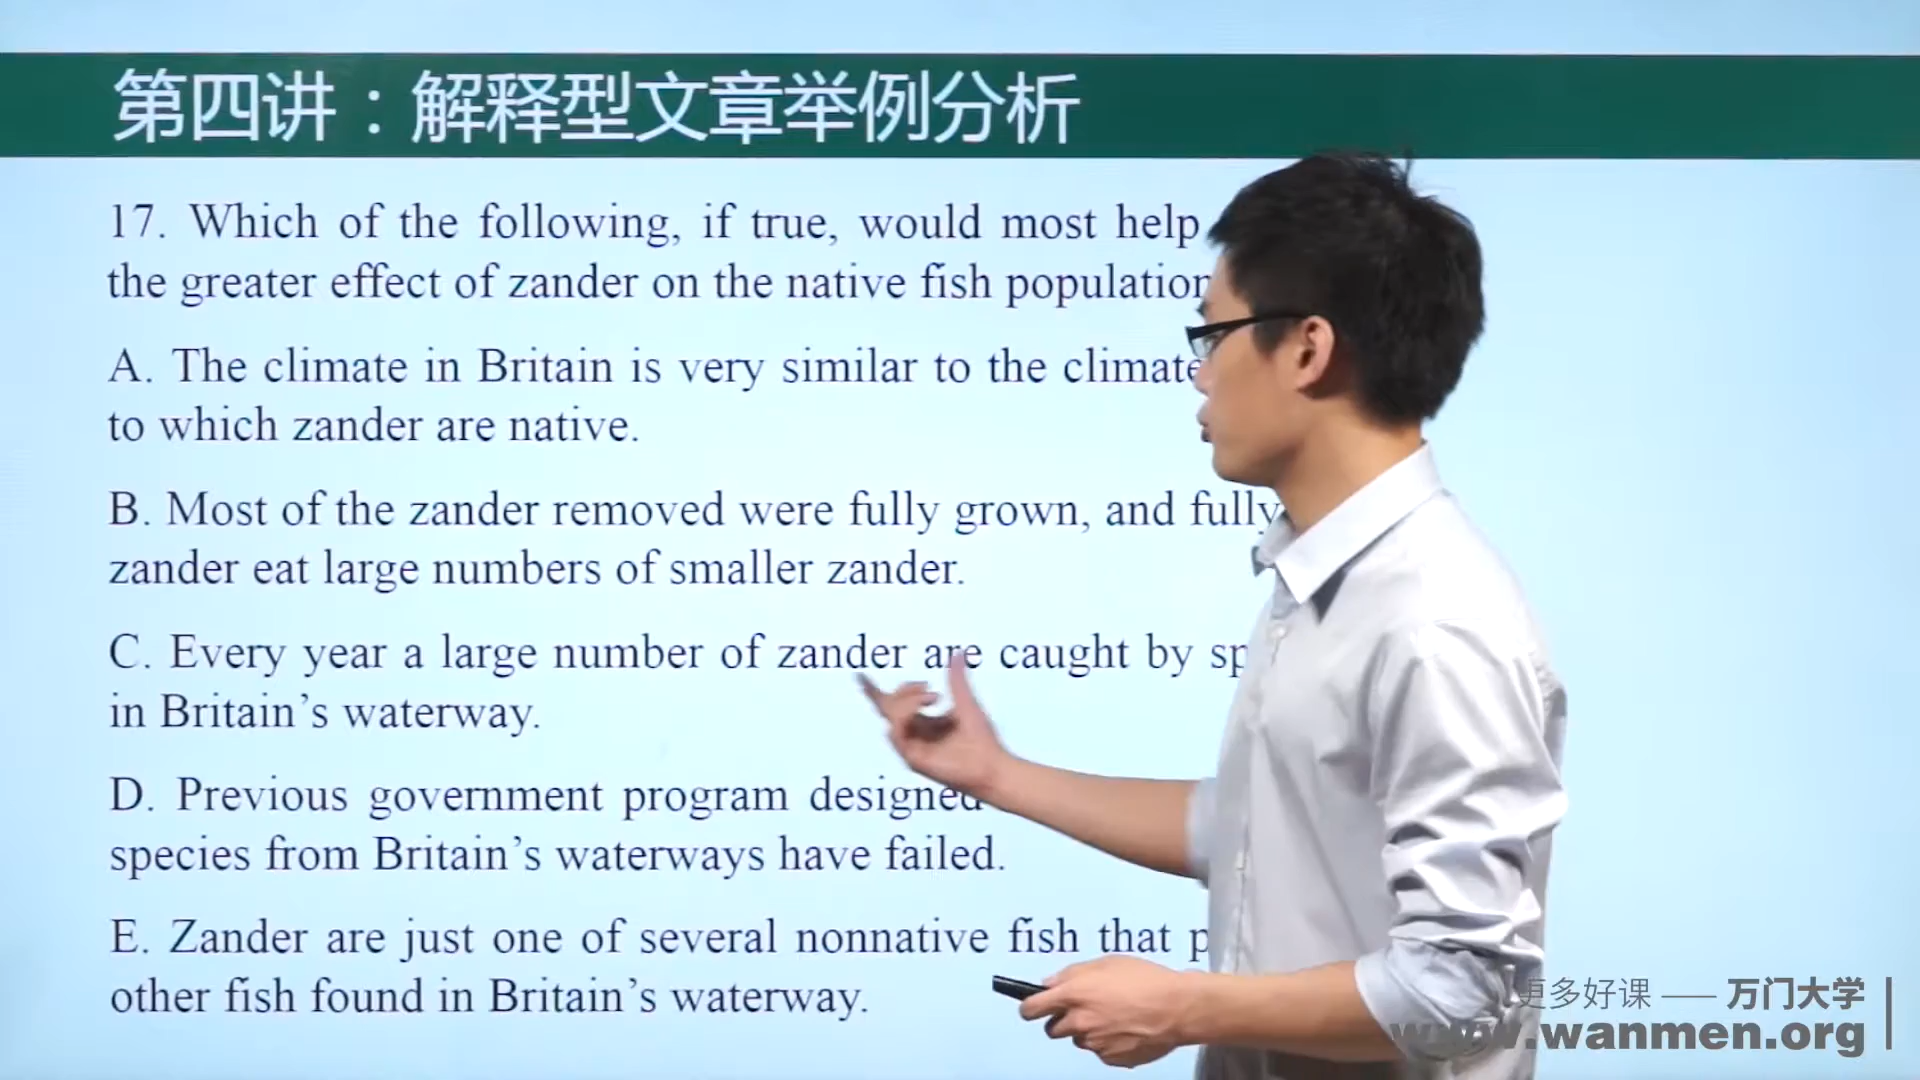 第四讲：解释型文章举例分析
17. Which of the following, if true, would most help
the greater effect of zander on the native fish population
A. The climate in Britain is very similar to the climate
to which zander are native.
B. Most of the zander removed were fully grown, and fully
zander eat large numbers of smaller zander.
C. Every year a large number of zander are caught by
in Britain’s waterway.
D. Previous government program designed
species from Britain’s waterways have failed.
E. Zander are just one of several nonnative fish that
other fish found in Britain’s waterway.
更多好课 —— 万门大学
www.wanmen.org